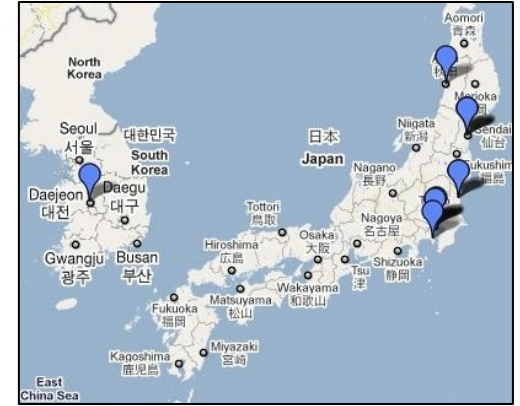 Aomori
青森
North
Korea
秋田
Morioka
Seoul
서울
대한민국
South
Korea
日本
Japan
Niigata
新潟
Sendai
仙台
Fukushim
福島
Nagano
長野
Daejeon
대전
Daegu
대구
Tottori
鳥取
Nagoya
名古屋
Gwangju
광주
Busan
부산
Hiroshima
広島
Osaka
大阪
Tsu
津
Shizuoka
静岡
Wakayama
和歌山
Matsuyama
松山
Fukuoka
福岡
Miyazaki
宮崎
Kagoshima
鹿児島
East
China Sea